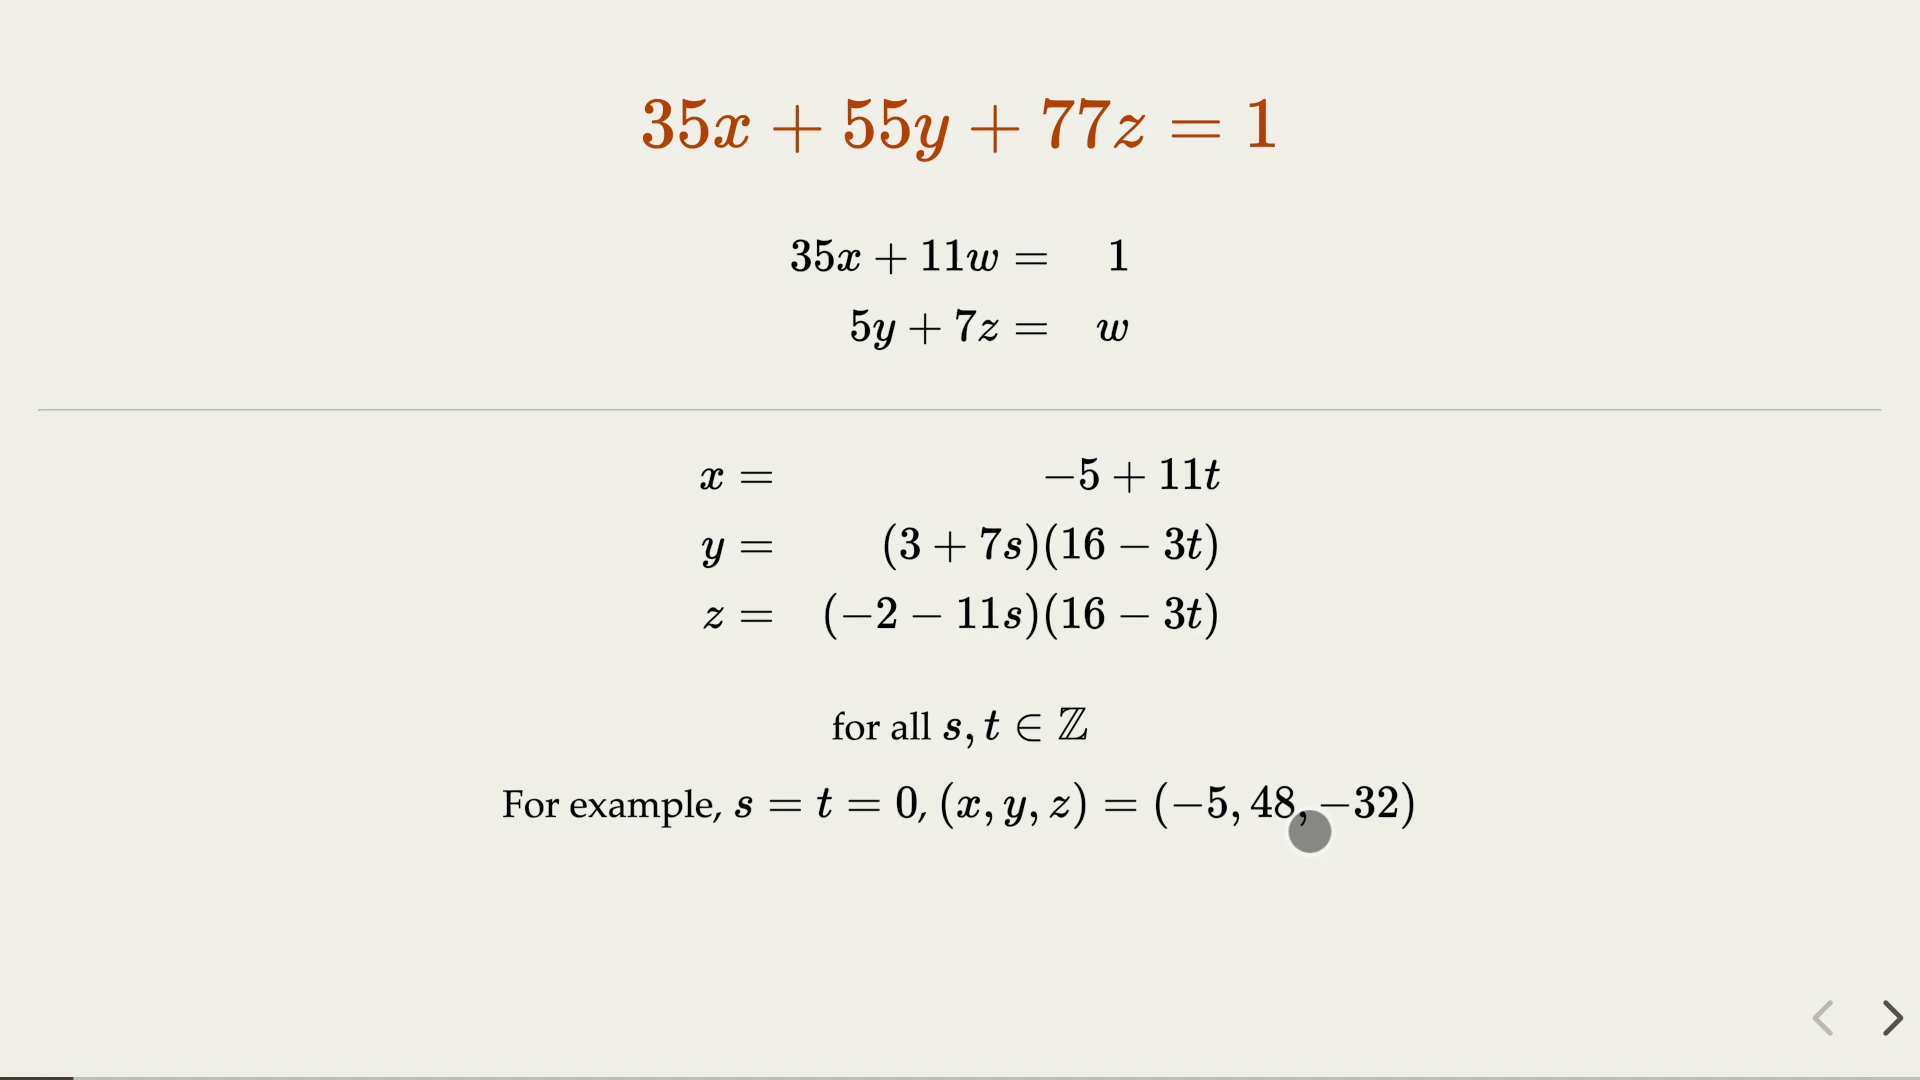 35x + 55y + 77z = 1
35x + 11w = 1
5y + 7z = w
x = −5 + 11t
y = (3 + 7s)(16 − 3t)
z = (−2 − 11s)(16 − 3t)
for all s, t ∈ ℤ
For example, s = t = 0, (x, y, z) = (−5, 48, −32)